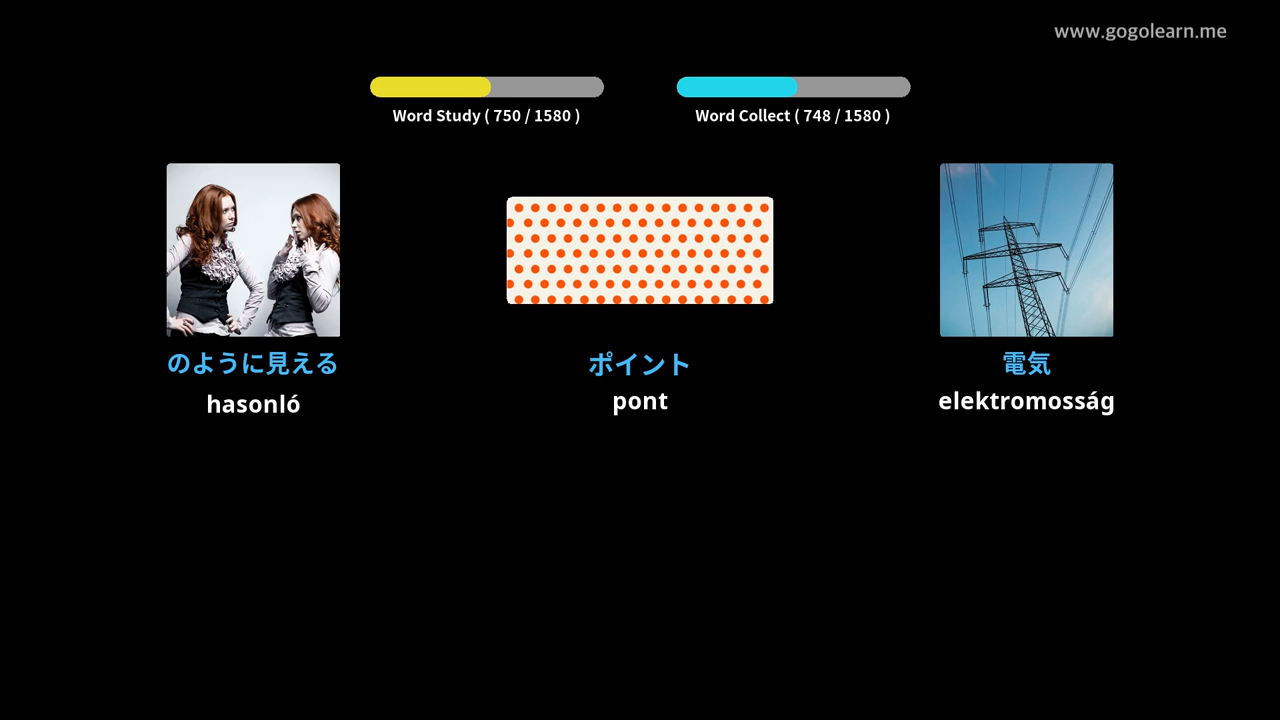 www.gogolearn.me
Word Study ( 750 / 1580 )
Word Collect ( 748 / 1580 )
のように見える
hasonló
ポイント
pont
電気
elektromosság